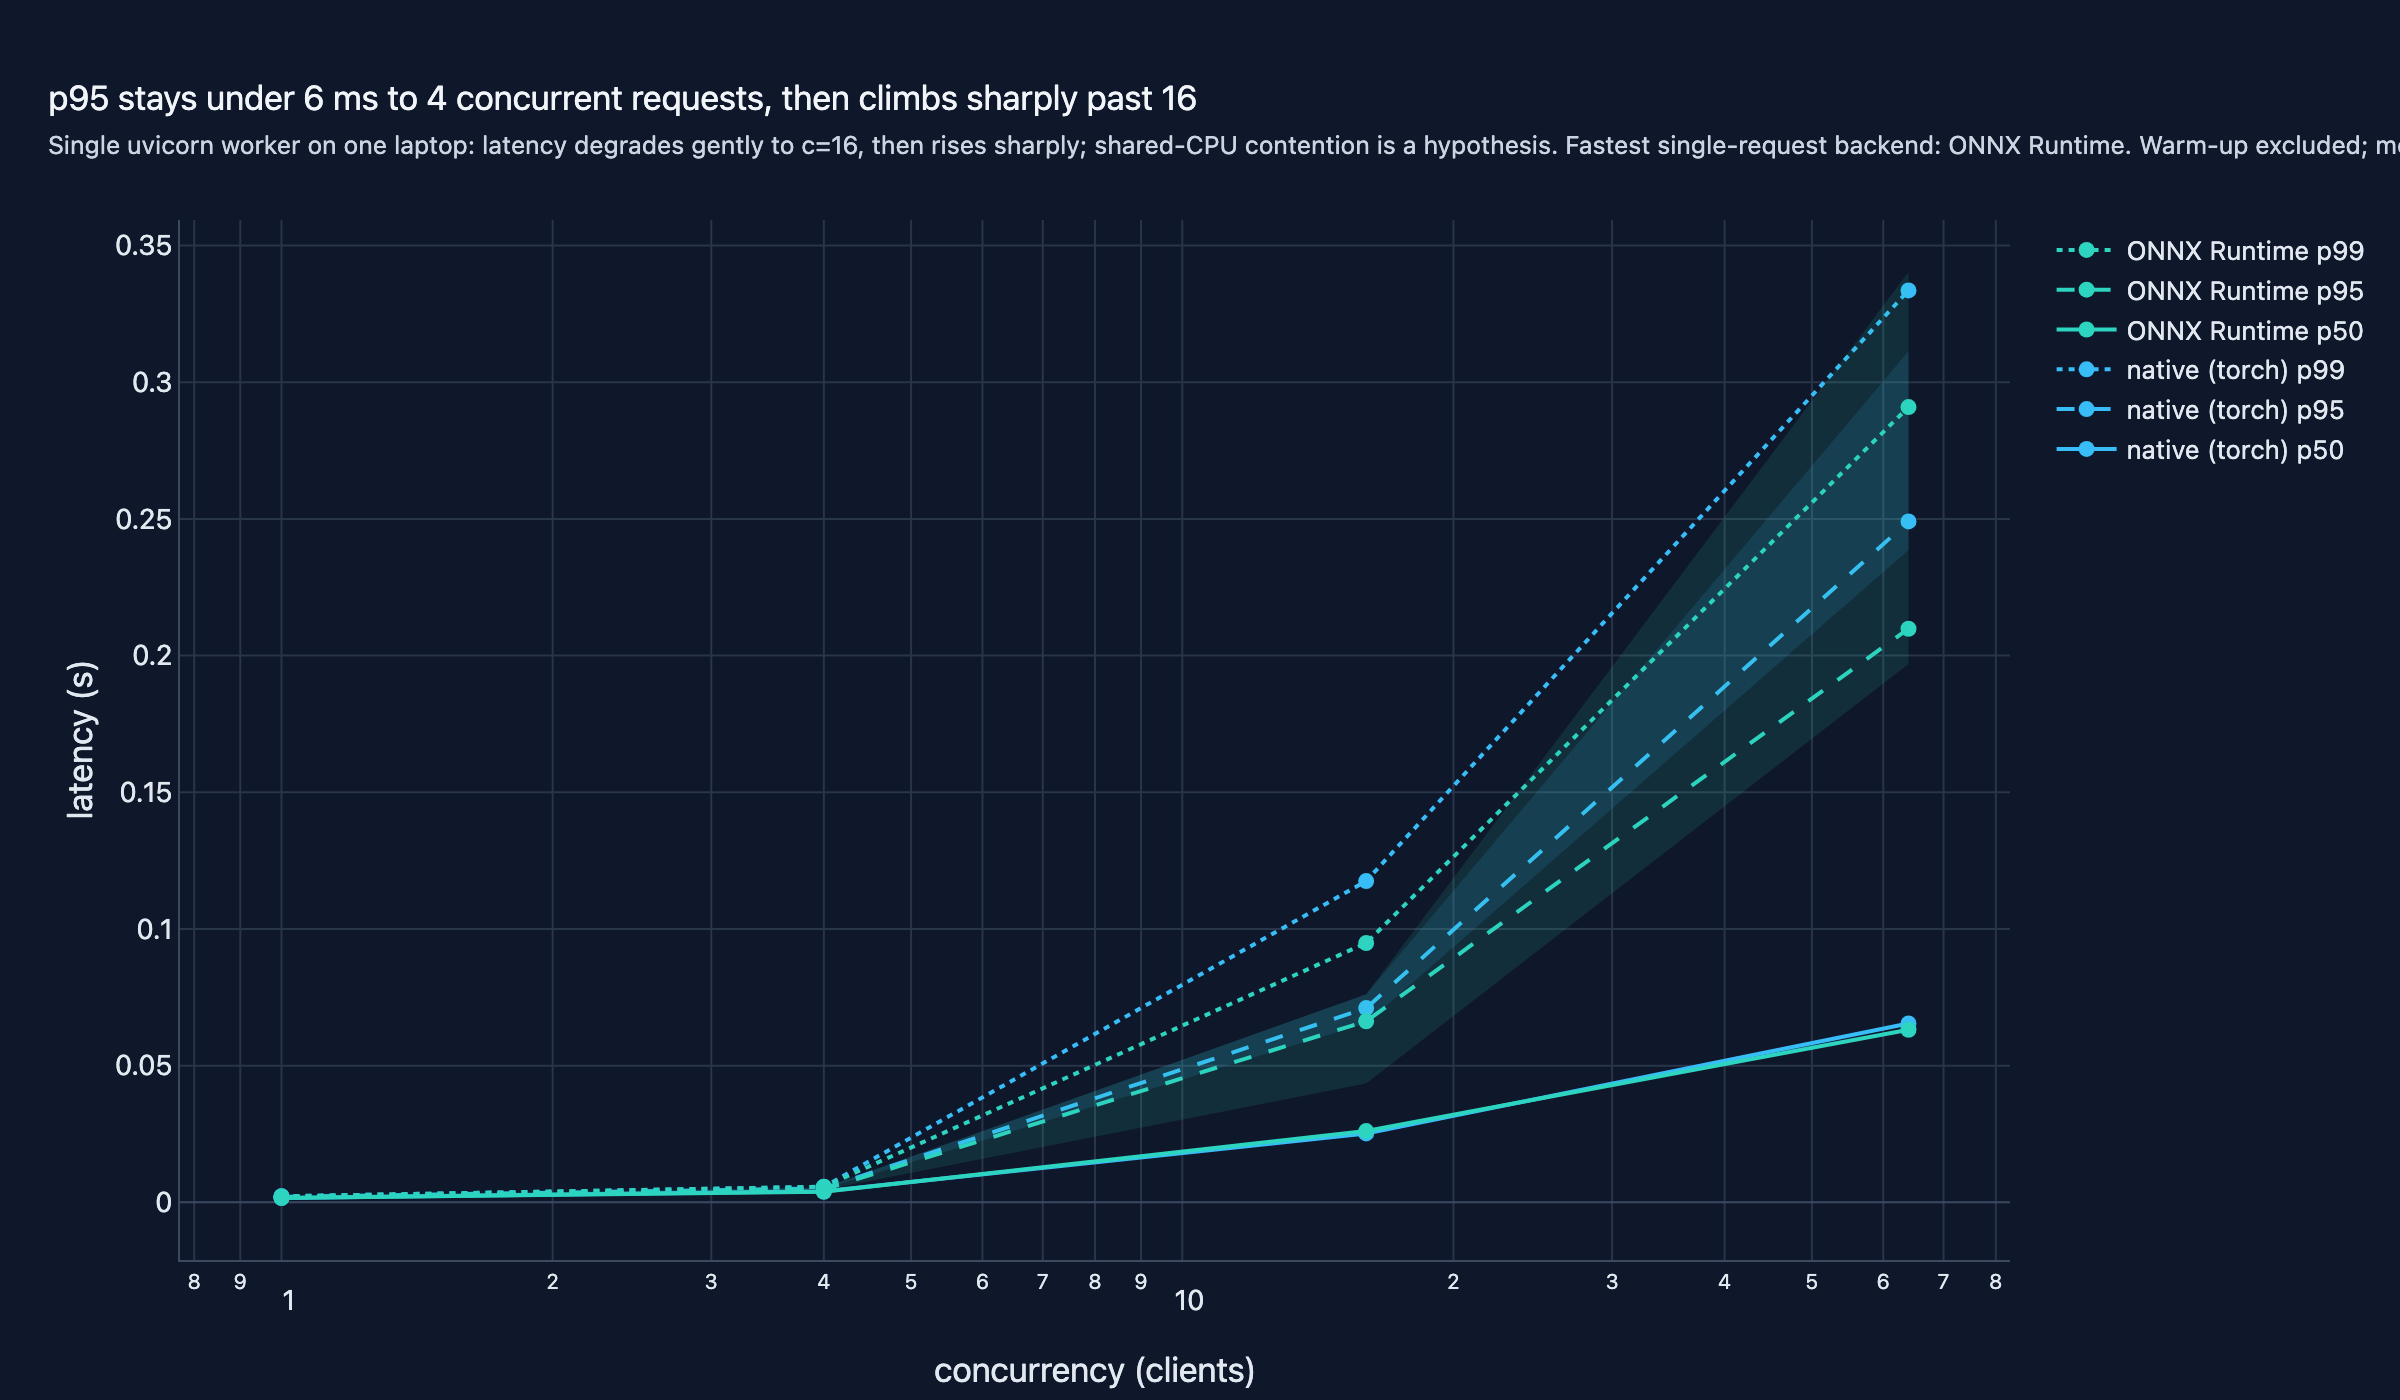 p95 stays under 6 ms to 4 concurrent requests, then climbs sharply past 16
Single uvicorn worker on one laptop: latency degrades gently to c=16, then rises sharply; shared-CPU contention is a hypothesis. Fastest single-request backend: ONNX Runtime. Warm-up excluded;
ONNX Runtime p99
ONNX Runtime p95
ONNX Runtime p50
native (torch) p99
native (torch) p95
native (torch) p50
latency (s)
0.35
0.3
0.25
0.2
0.15
0.1
0.05
0
8 9 2 3 4 5 6 7 8 9 2 3 4 5 6 7 8
1 10
concurrency (clients)